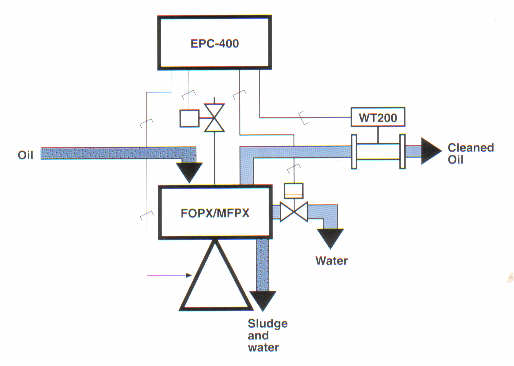 EPC-400
WT200
Oil
Cleaned
Oil
FOPX/MFPX
Water
Sludge
and
water